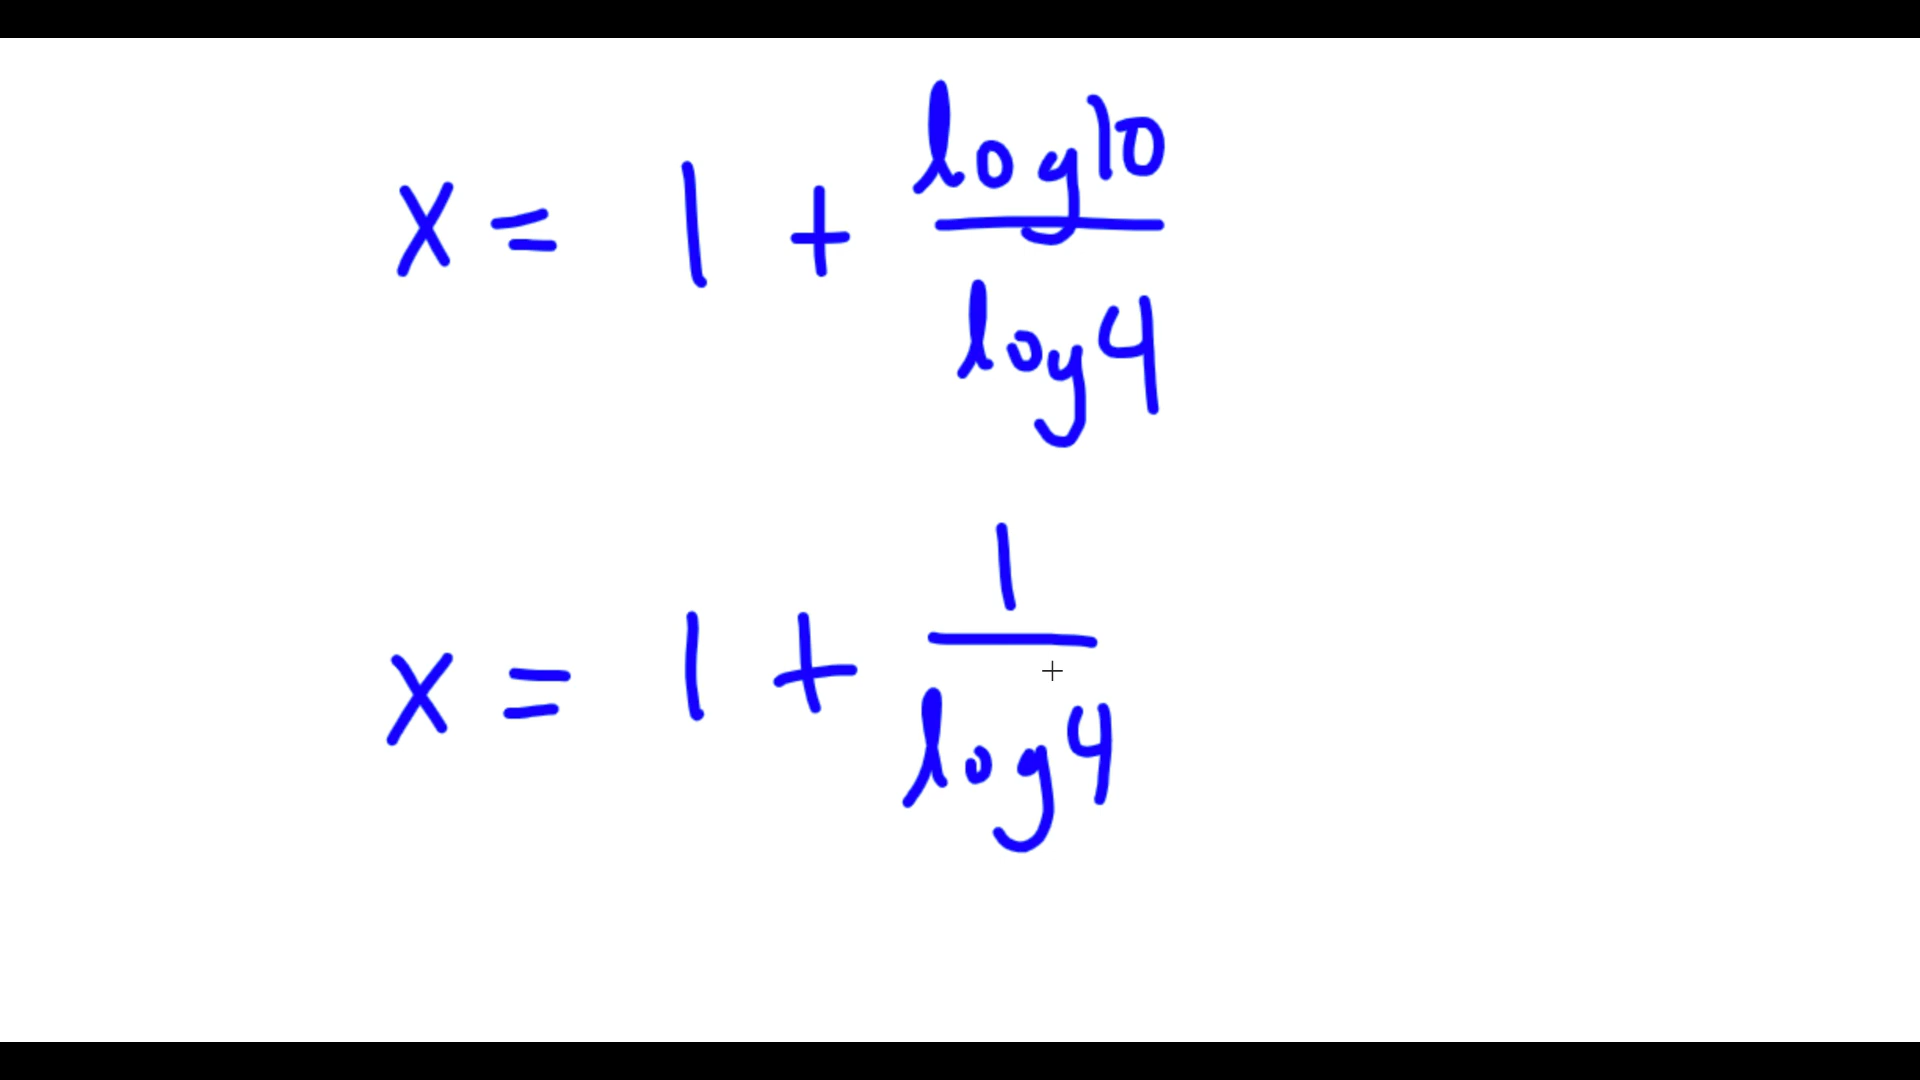 x = 1 + log10 / log4
x = 1 + 1 / log4